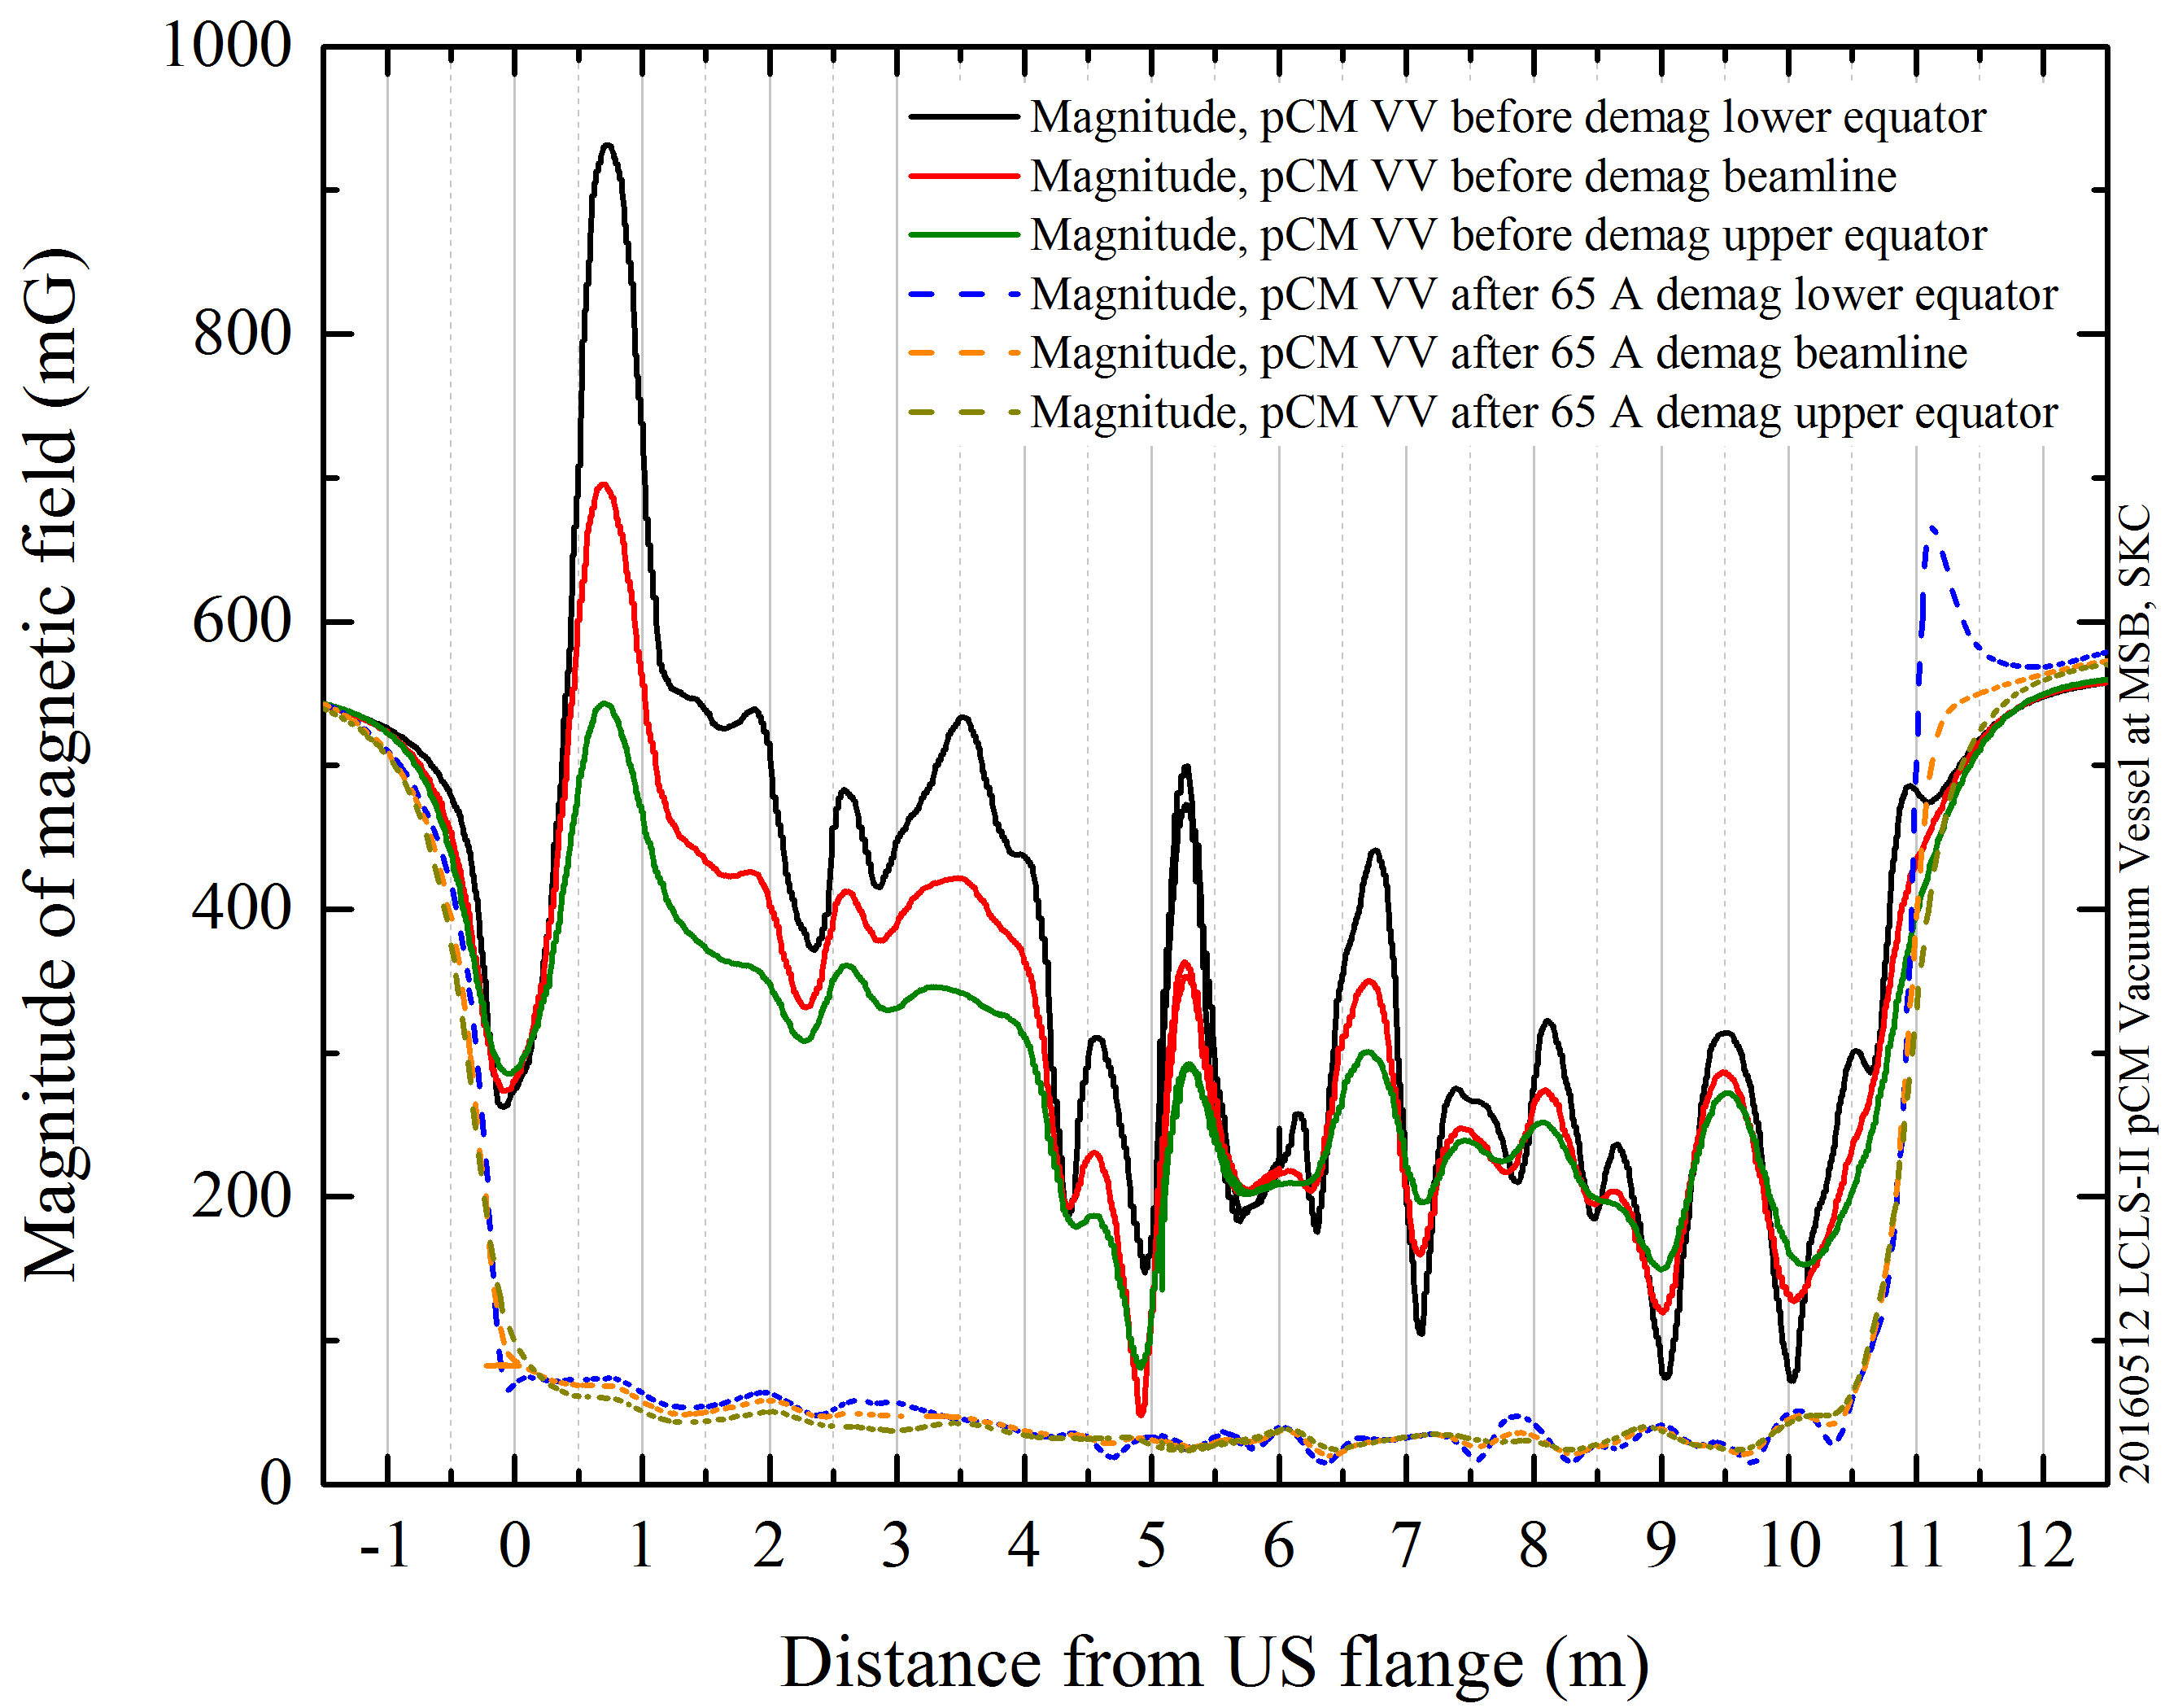 1000
800
600
400
200
0
Magnitude of magnetic field (mG)
Magnitude, pCM VV before demag lower equator
Magnitude, pCM VV before demag beamline
Magnitude, pCM VV before demag upper equator
Magnitude, pCM VV after 65 A demag lower equator
Magnitude, pCM VV after 65 A demag beamline
Magnitude, pCM VV after 65 A demag upper equator
20160512 LCLS-II pCM Vacuum Vessel at MSB, SKC
-1 0 1 2 3 4 5 6 7 8 9 10 11 12
Distance from US flange (m)